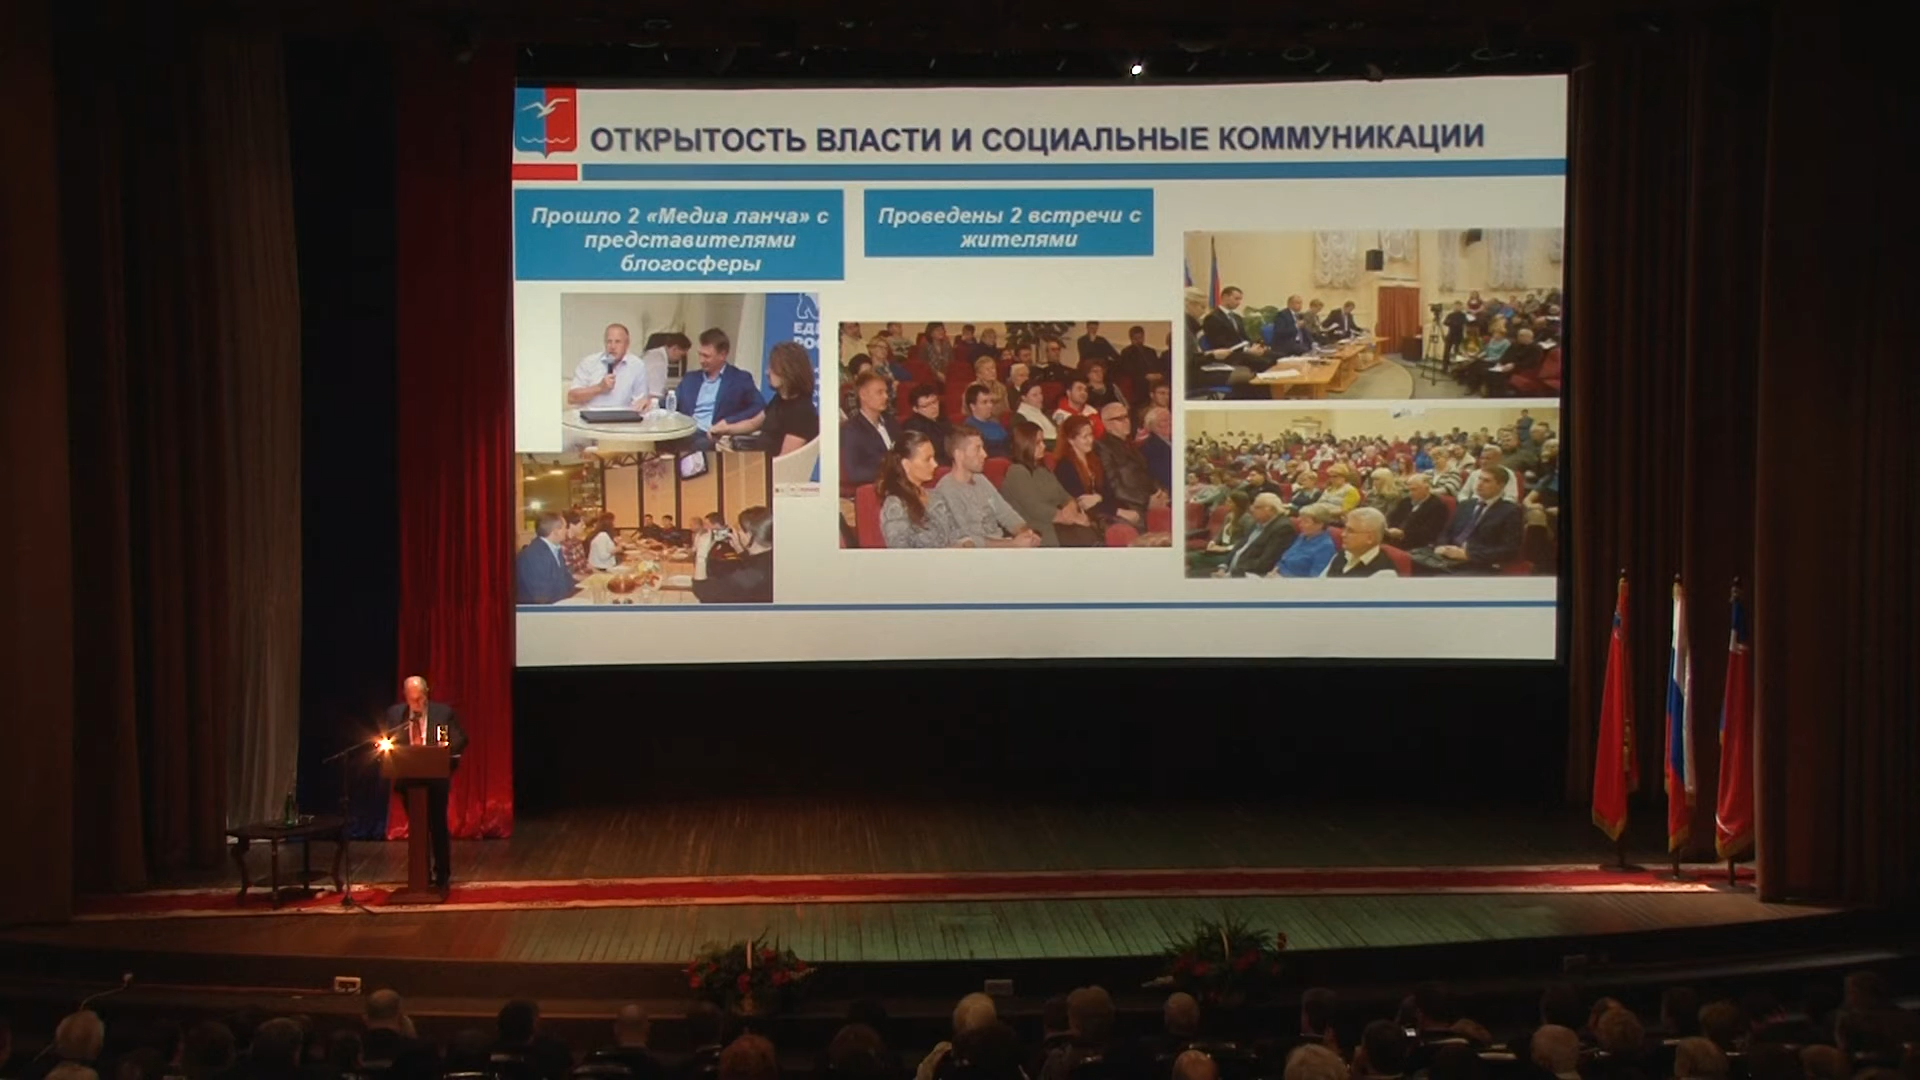 ОТКРЫТОСТЬ ВЛАСТИ И СОЦИАЛЬНЫЕ КОММУНИКАЦИИ
Прошло 2 «Медиа ланча» с
представителями
блогосферы
Проведены 2 встречи с
жителями